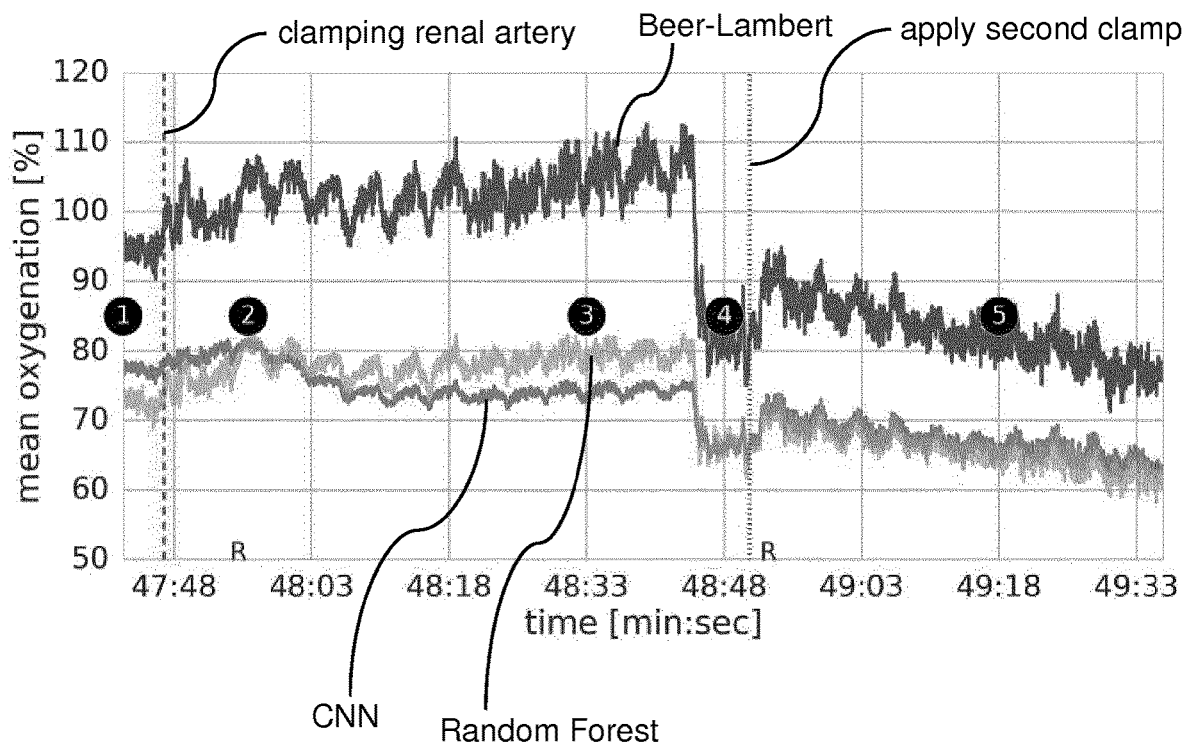 clamping renal artery
Beer-Lambert
apply second clamp
mean oxygenation [%]
120
110
100
90
80
70
60
50
1
2
3
4
5
R
R
47:48
48:03
48:18
48:33
48:48
49:03
49:18
49:33
time [min:sec]
CNN
Random Forest